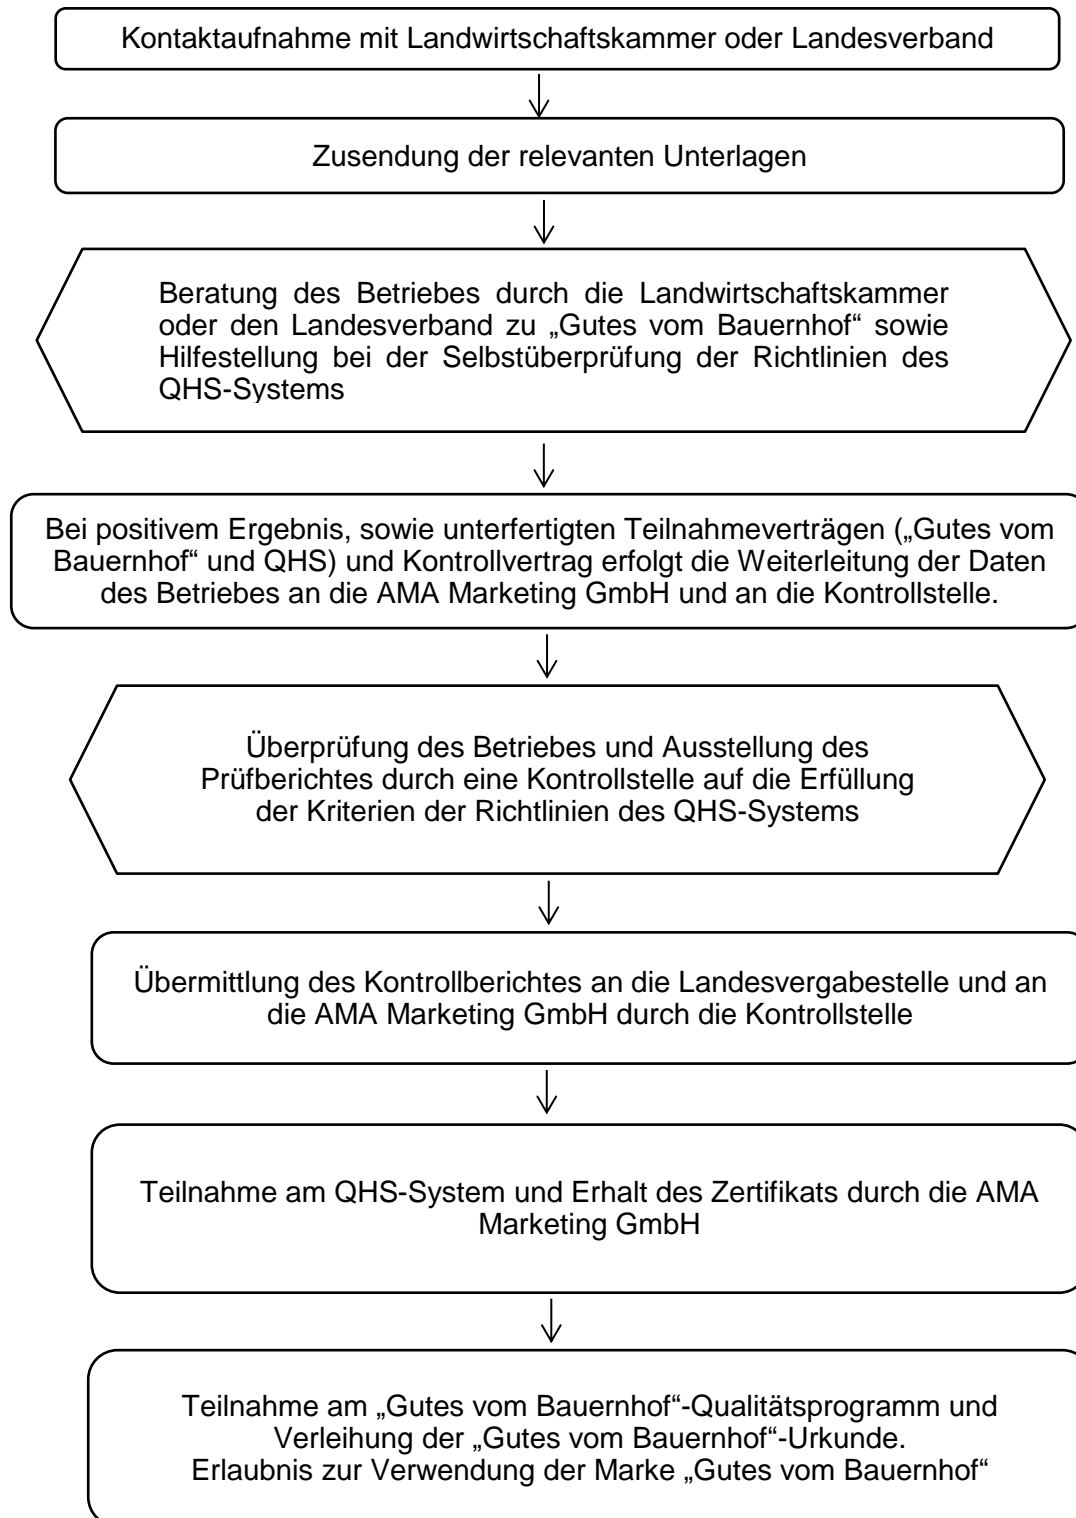 Kontaktaufnahme mit Landwirtschaftskammer oder Landesverband
Zusendung der relevanten Unterlagen
Beratung des Betriebes durch die Landwirtschaftskammer
oder den Landesverband zu „Gutes vom Bauernhof“ sowie
Hilfestellung bei der Selbstüberprüfung der Richtlinien des
QHS-Systems
Bei positivem Ergebnis, sowie unterfertigten Teilnahmeverträgen („Gutes vom
Bauernhof“ und QHS) und Kontrollvertrag erfolgt die Weiterleitung der Daten
des Betriebes an die AMA Marketing GmbH und an die Kontrollstelle.
Überprüfung des Betriebes und Ausstellung des
Prüfberichtes durch eine Kontrollstelle auf die Erfüllung
der Kriterien der Richtlinien des QHS-Systems
Übermittlung des Kontrollberichtes an die Landesvergabestelle und an
die AMA Marketing GmbH durch die Kontrollstelle
Teilnahme am QHS-System und Erhalt des Zertifikats durch die AMA
Marketing GmbH
Teilnahme am „Gutes vom Bauernhof“-Qualitätsprogramm und
Verleihung der „Gutes vom Bauernhof“-Urkunde.
Erlaubnis zur Verwendung der Marke „Gutes vom Bauernhof“